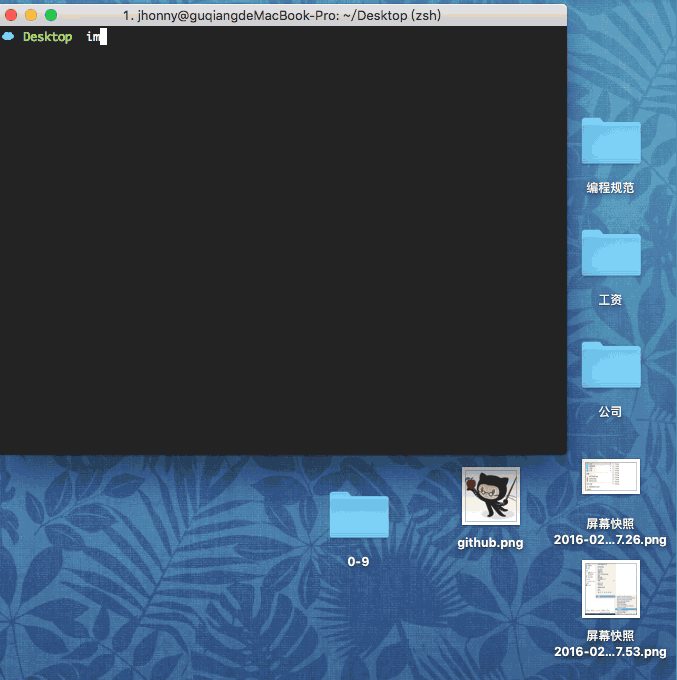 1. jhonny@guqiangdeMacBook-Pro: ~/Desktop (zsh)
Desktop im
编程规范
工资
公司
0-9
github.png
屏幕快照
2016-02...7.26.png
屏幕快照
2016-02...7.53.png